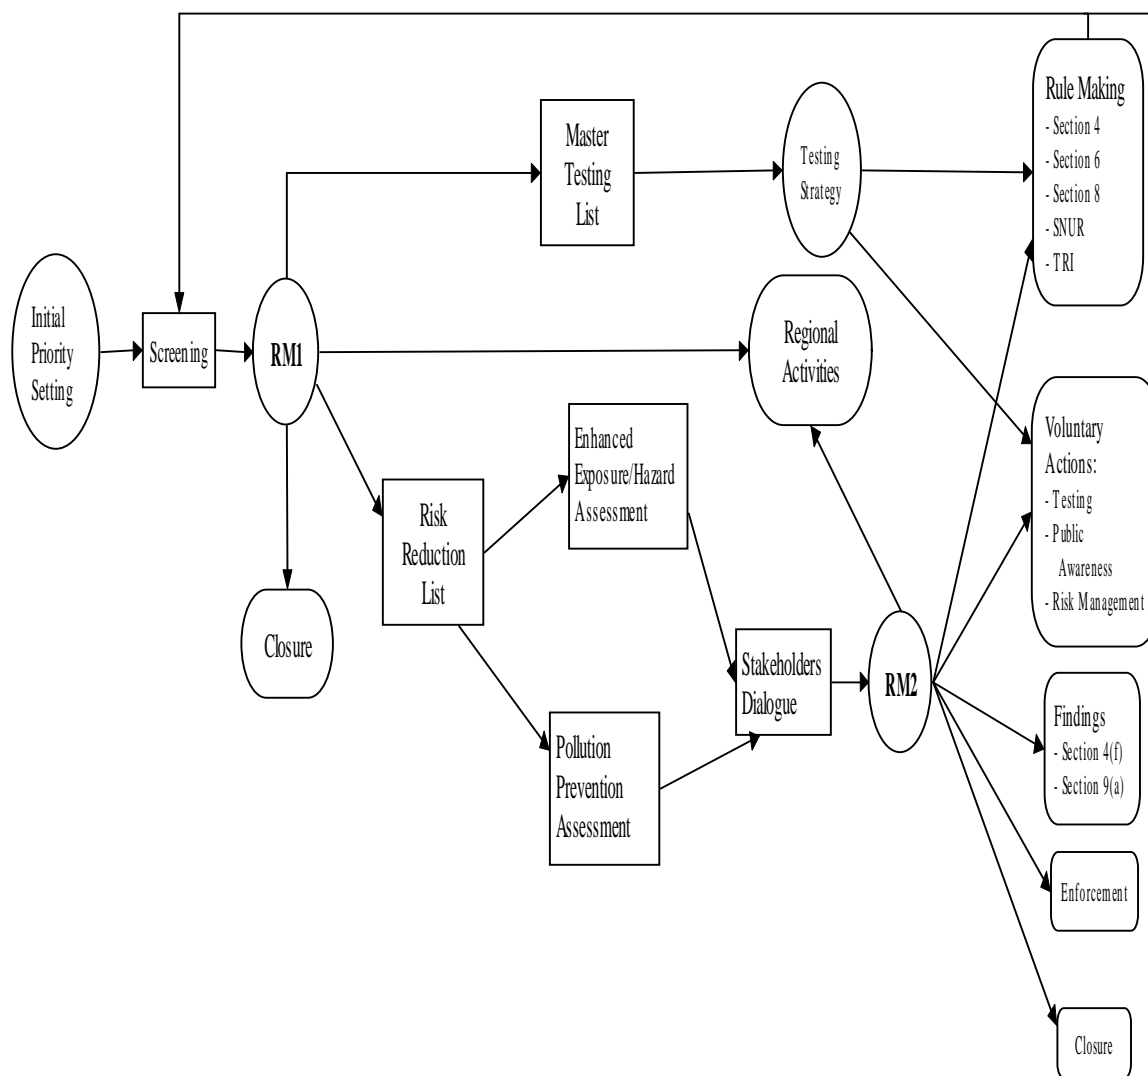 Rule Making
- Section 4
- Section 6
- Section 8
- SNUR
- TRI
Master
Testing
List
Testing
Strategy
Initial
Priority
Setting
Screening
RM1
Regional
Activities
Enhanced
Exposure/Hazard
Assessment
Voluntary
Actions:
- Testing
- Public
Awareness
- Risk Management
Risk
Reduction
List
Closure
Stakeholders
Dialogue
RM2
Pollution
Prevention
Assessment
Findings
- Section 4(f)
- Section 9(a)
Enforcement
Closure